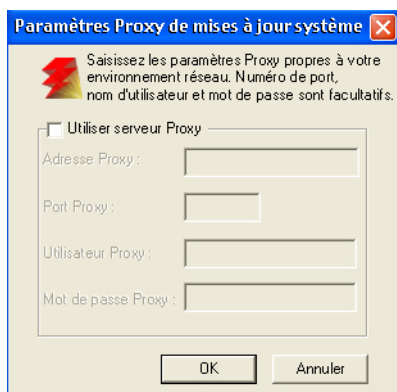 Paramètres Proxy de mises à jour système
Saisissez les paramètres Proxy propres à votre
environnement réseau. Numéro de port,
nom d'utilisateur et mot de passe sont facultatifs.
Utiliser serveur Proxy
Adresse Proxy :
Port Proxy :
Utilisateur Proxy :
Mot de passe Proxy :
OK Annuler